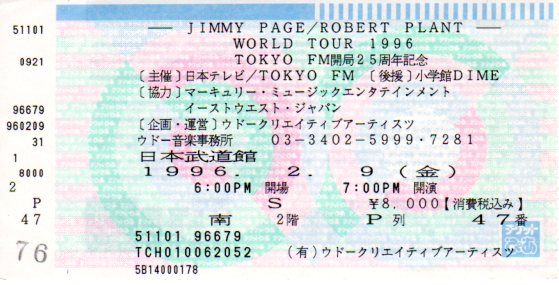 JIMMY PAGE/ROBERT PLANT
WORLD TOUR 1996
TOKYO FM開局25周年記念
［主催］日本テレビ/TOKYO FM ［後援］小学館DIME
［協力］マーキュリー・ミュージックエンタテインメント
イーストウエスト・ジャパン
［企画・運営］ウドークリエイティブアーティスツ
ウドー音楽事務所 03-3402-5999・7281
日本武道館
1996. 2. 9 (金)
6:00PM 開場 7:00PM 開演
S ¥8,000【消費税込み】
南 2階 P 列 47番
51101 96679
TCH010062052 (有)ウドークリエイティブアーティスツ
5B14000178
51101
0921
96679
960209
31
1
8000
2
P
47
76
チケットぴあ